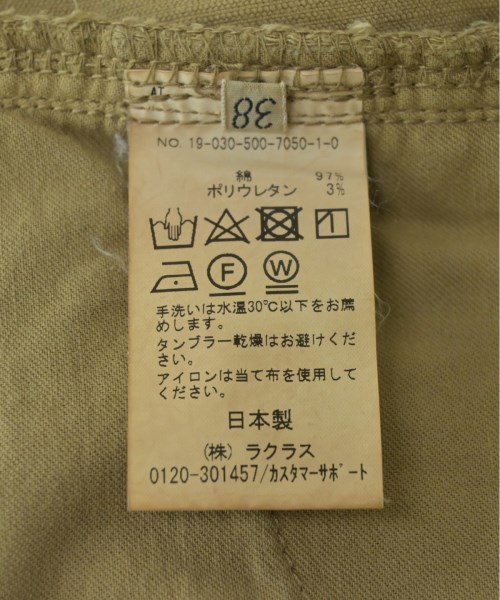 AT
38
NO. 19-030-500-7050-1-0
綿 97%
ポリウレタン 3%
1
F W
手洗いは水温30℃以下をお薦
めします。
タンブラー乾燥はお避けくだ
さい。
アイロンは当て布を使用して
ください。
日本製
(株) ラクラス
0120-301457/カスタマーサポート